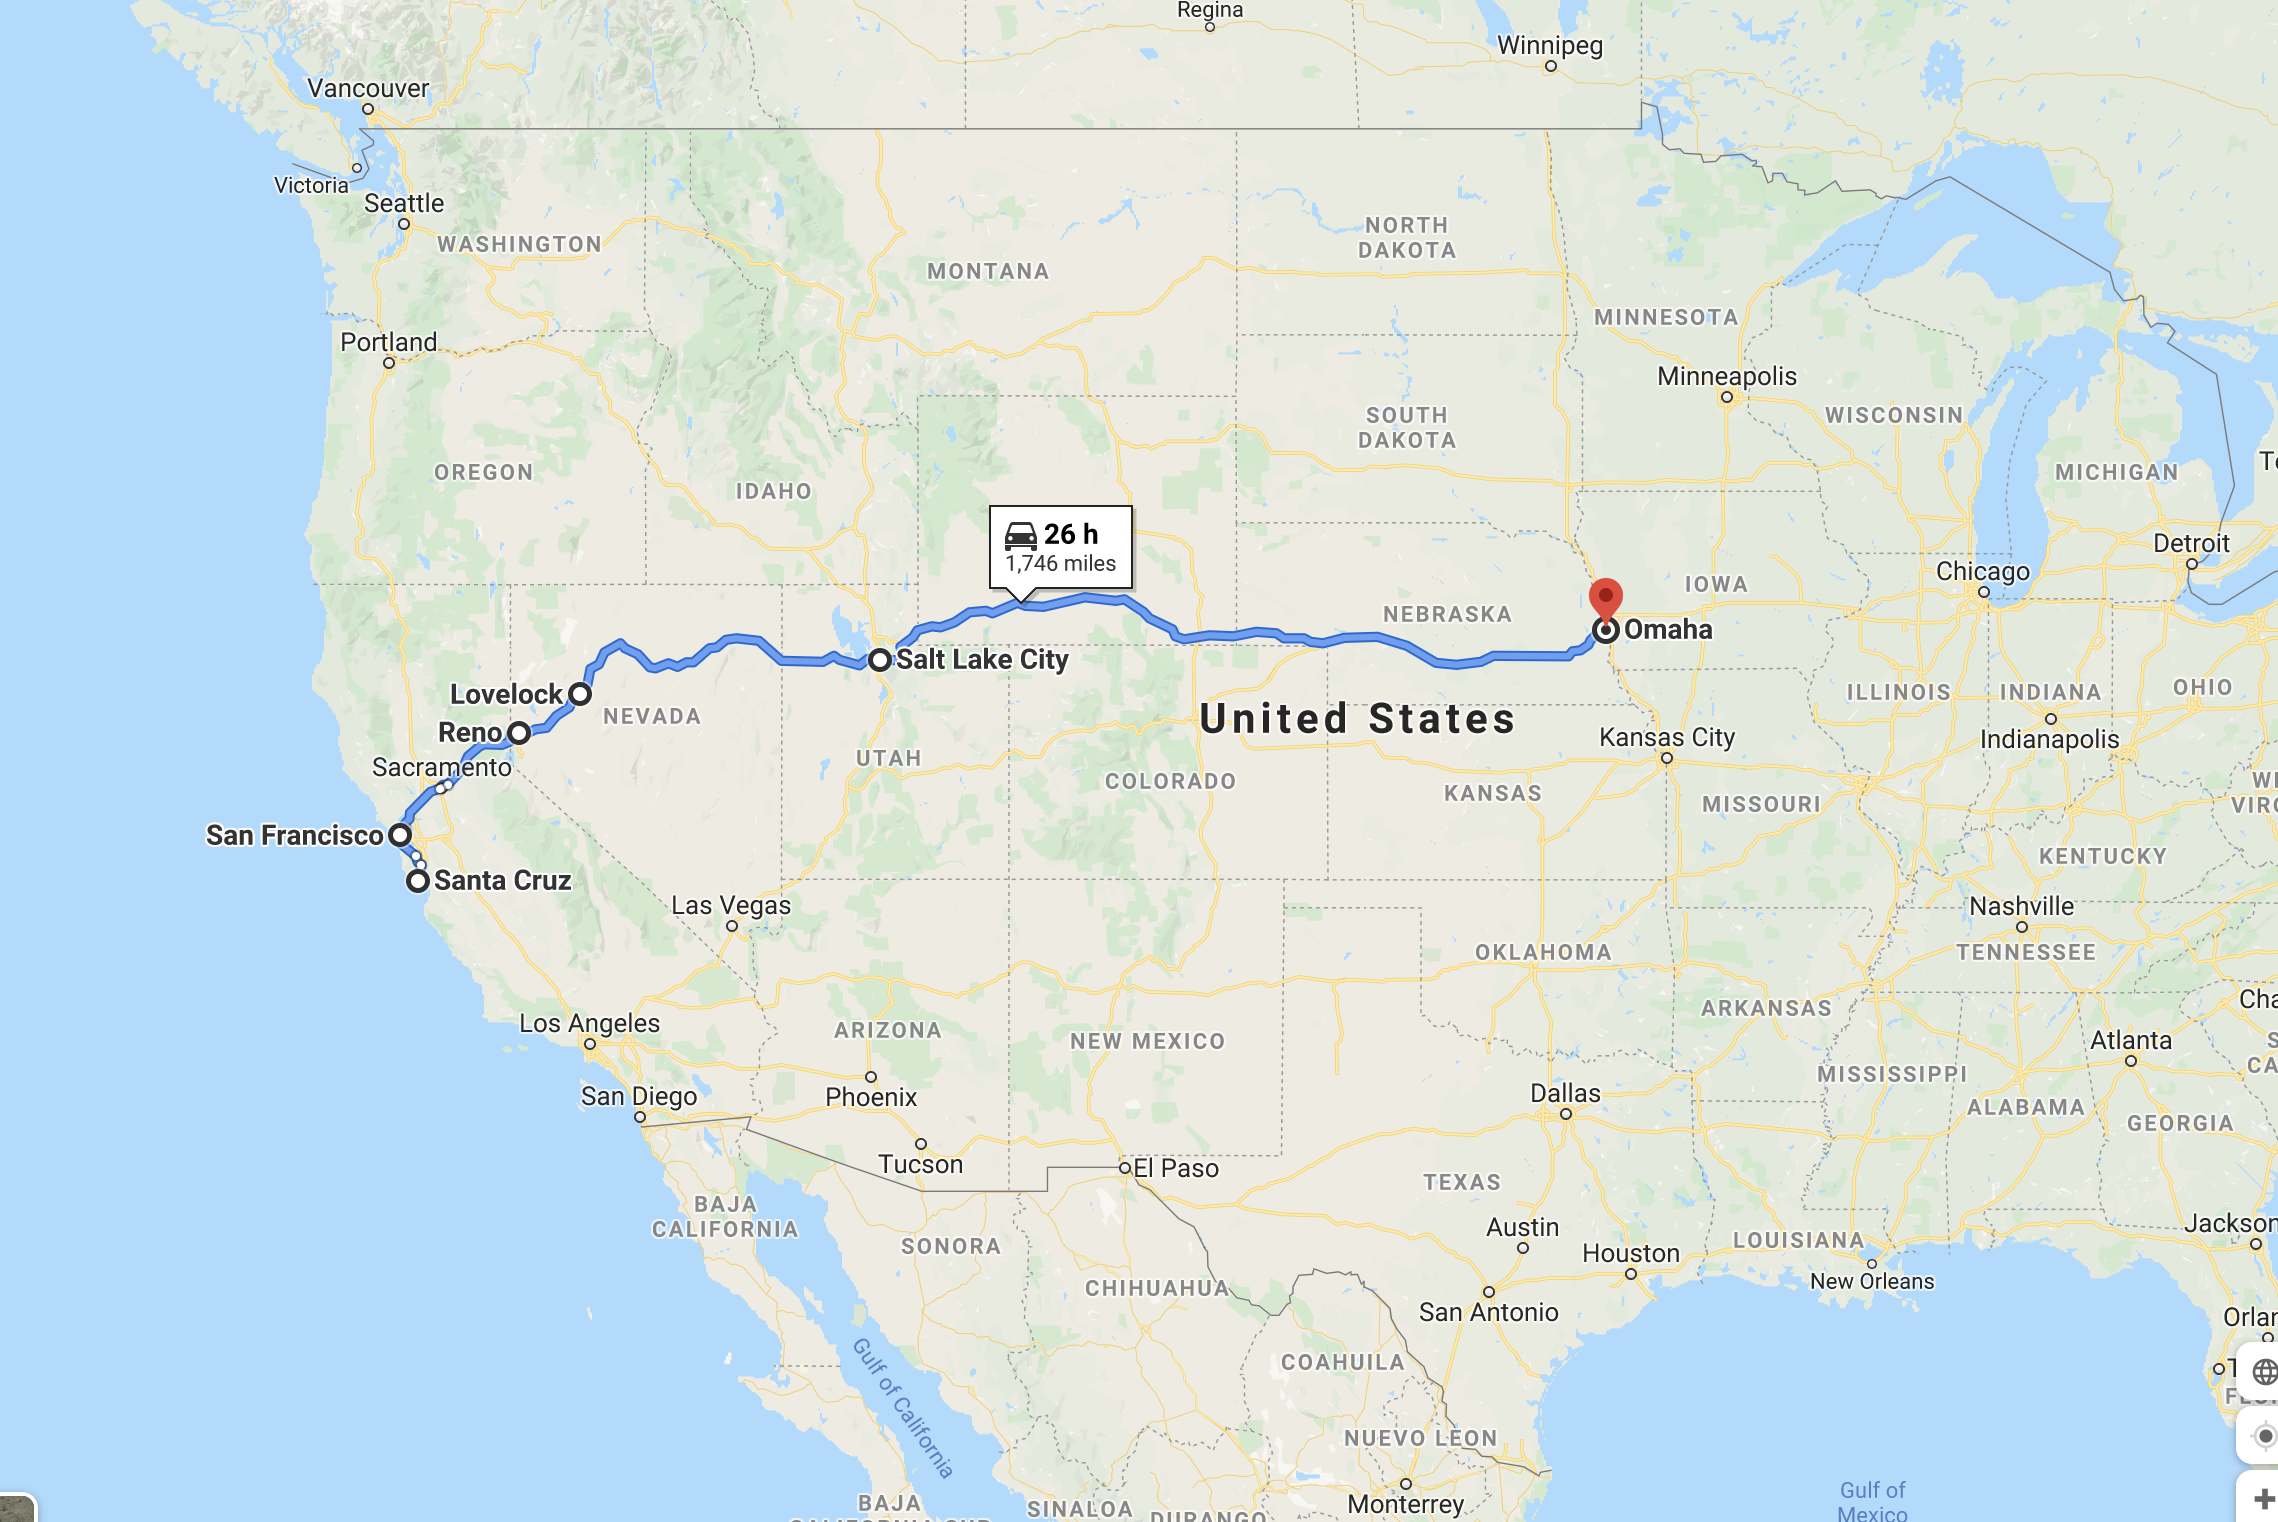 Regina
Winnipeg
Vancouver
Victoria
Seattle
WASHINGTON
NORTH
DAKOTA
MONTANA
MINNESOTA
Portland
Minneapolis
SOUTH
DAKOTA
WISCONSIN
OREGON
IDAHO
MICHIGAN
26 h
1,746 miles
Detroit
Chicago
IOWA
NEBRASKA
Omaha
Salt Lake City
Lovelock
NEVADA
Reno
United States
ILLINOIS
INDIANA
OHIO
Sacramento
Kansas City
Indianapolis
UTAH
COLORADO
KANSAS
MISSOURI
San Francisco
KENTUCKY
Santa Cruz
Las Vegas
Nashville
OKLAHOMA
TENNESSEE
Los Angeles
ARIZONA
NEW MEXICO
ARKANSAS
Atlanta
San Diego
Phoenix
Dallas
MISSISSIPPI
ALABAMA
GEORGIA
Tucson
El Paso
TEXAS
BAJA
CALIFORNIA
SONORA
Austin
Houston
LOUISIANA
Jackson
CHIHUAHUA
New Orleans
San Antonio
Gulf of California
COAHUILA
NUEVO LEON
Monterrey
Gulf of
Mexico
BAJA
SINALOA
DURANGO